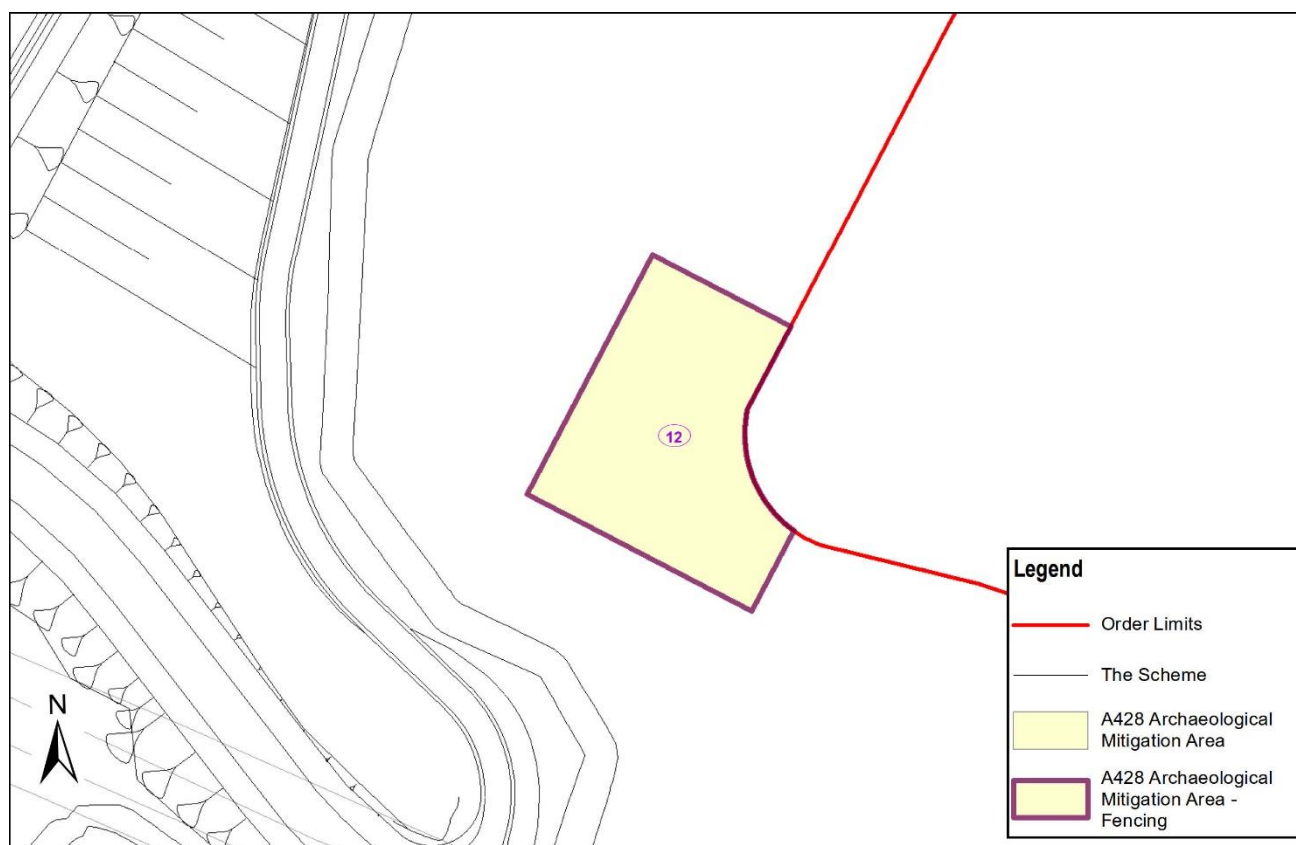 12
N
Legend
Order Limits
The Scheme
A428 Archaeological
Mitigation Area
A428 Archaeological
Mitigation Area -
Fencing